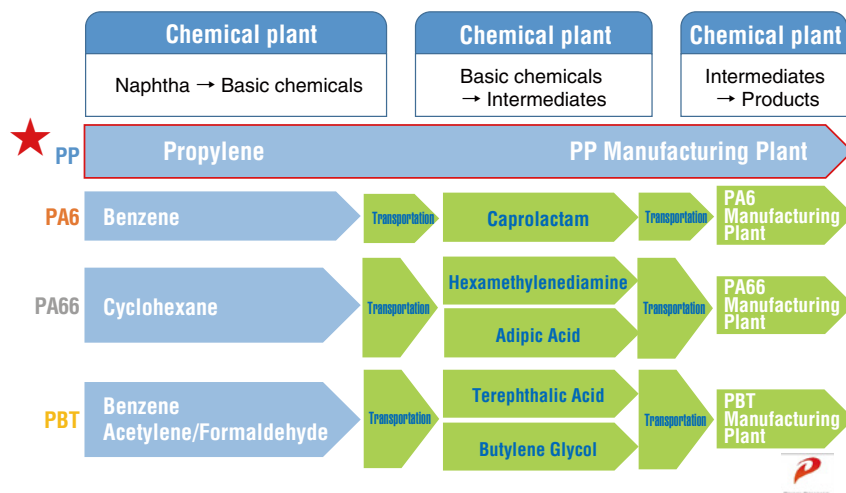 Chemical plant
Naphtha → Basic chemicals
Chemical plant
Basic chemicals
→ Intermediates
Chemical plant
Intermediates
→ Products
PP
Propylene
PP Manufacturing Plant
PA6
Benzene
Transportation
Caprolactam
Transportation
PA6
Manufacturing
Plant
PA66
Cyclohexane
Transportation
Hexamethylenediamine
Adipic Acid
Transportation
PA66
Manufacturing
Plant
PBT
Benzene
Acetylene/Formaldehyde
Transportation
Terephthalic Acid
Butylene Glycol
Transportation
PBT
Manufacturing
Plant